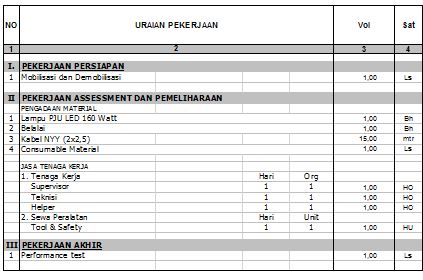 NO URAIAN PEKERJAAN Vol Sat
1 2 3 4
I. PEKERJAAN PERSIAPAN
1 Mobilisasi dan Demobilisasi 1,00 Ls
II PEKERJAAN ASSESSMENT DAN PEMELIHARAAN
PENGADAAN MATERIAL
1 Lampu PJU LED 160 Watt 1,00 Bh
2 Belalai 1,00 Bh
3 Kabel NYY (2x2,5) 15,00 mtr
4 Consumable Material 1,00 Ls
JASA TENAGA KERJA
1. Tenaga Kerja Hari Org
Supervisor 1 1 1,00 HO
Teknisi 1 1 1,00 HO
Helper 1 1 1,00 HO
2. Sewa Peralatan Hari Unit
Tool & Safety 1 1 1,00 HU
III PEKERJAAN AKHIR
1 Performance test 1,00 Ls